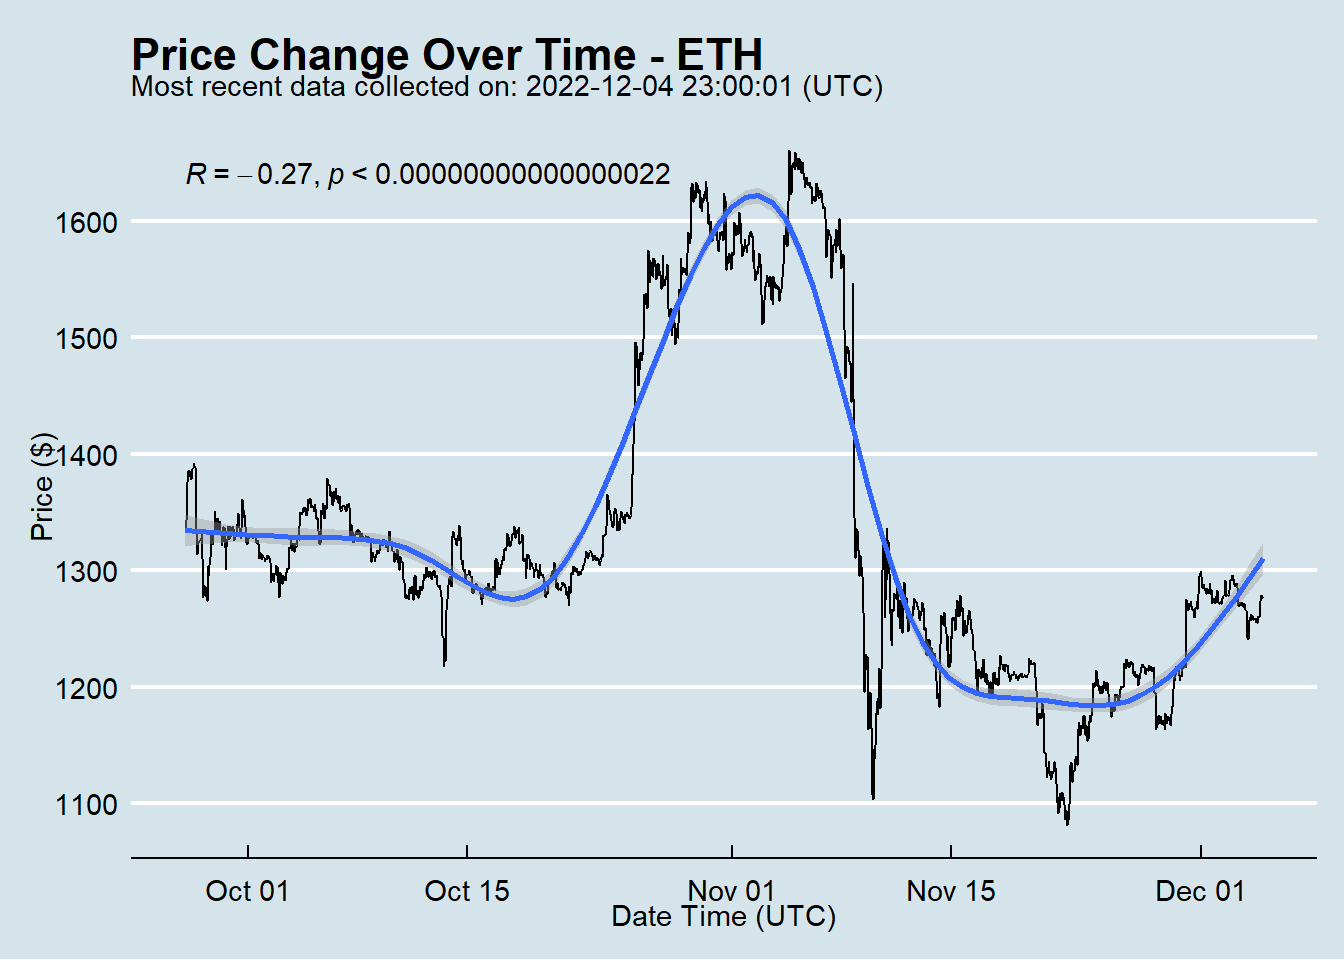 Price Change Over Time - ETH
Most recent data collected on: 2022-12-04 23:00:01 (UTC)
R = −0.27, p < 0.00000000000000022
1600
1500
1400
1300
1200
1100
Price ($)
Oct 01 Oct 15 Nov 01 Nov 15 Dec 01
Date Time (UTC)